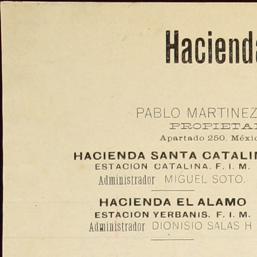 Hacienda
PABLO MARTINEZ
PROPIETA
Apartado 250. Méxic
HACIENDA SANTA CATALIN
ESTACION CATALINA. F. I. M.
Administrador MIGUEL SOTO.
HACIENDA EL ALAMO
ESTACION YERBANIS. F. I. M.
Administrador DIONISIO SALAS H